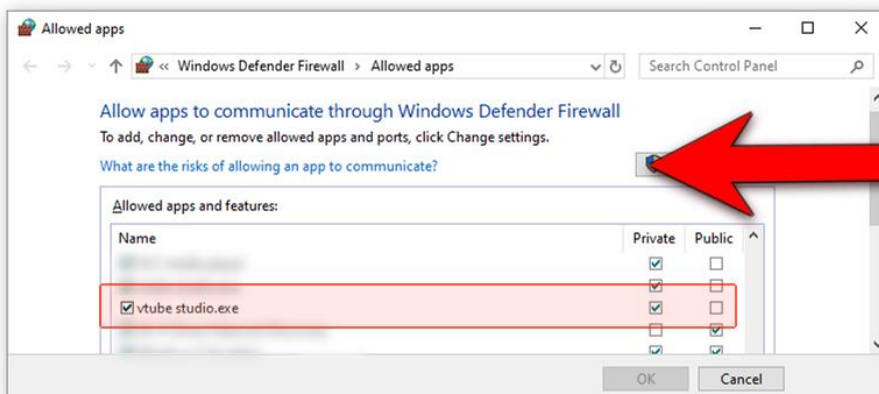 Allowed apps
« Windows Defender Firewall > Allowed apps
Search Control Panel
Allow apps to communicate through Windows Defender Firewall
To add, change, or remove allowed apps and ports, click Change settings.
What are the risks of allowing an app to communicate?
Allowed apps and features:
Name Private Public
vtube studio.exe
OK Cancel